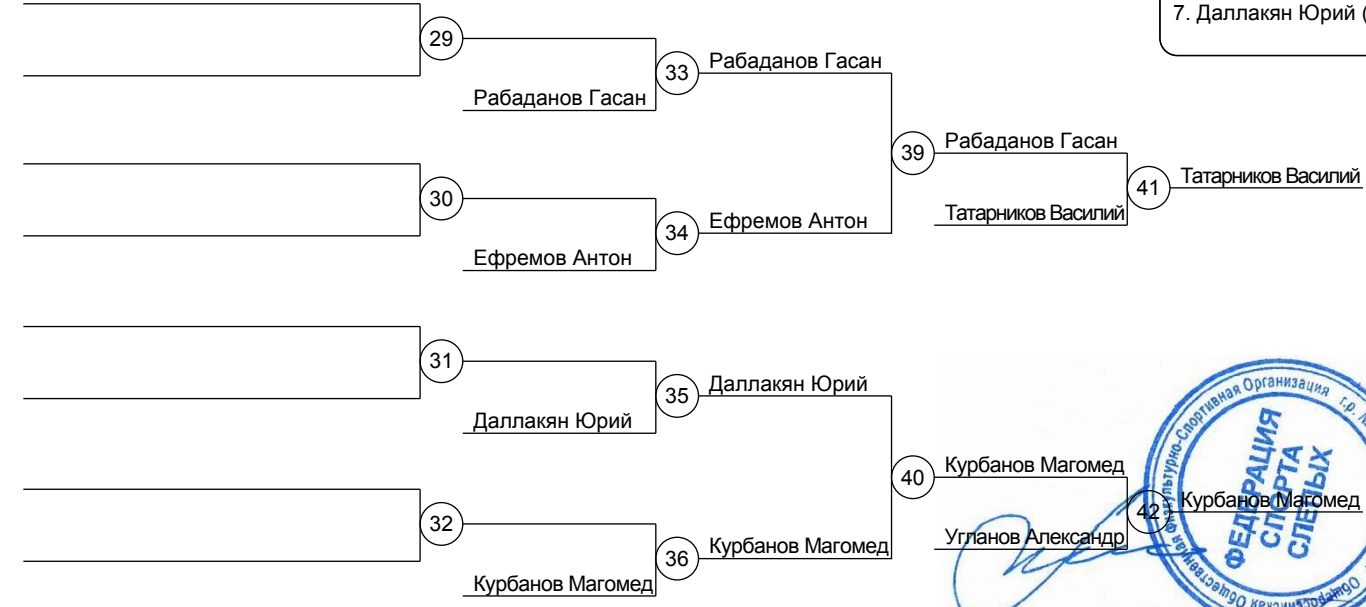 7. Даллакян Юрий (
29
33
Рабаданов Гасан
Рабаданов Гасан
39
Рабаданов Гасан
41
Татарников Василий
30
Татарников Василий
34
Ефремов Антон
Ефремов Антон
31
35
Даллакян Юрий
Даллакян Юрий
40
Курбанов Магомед
42
Курбанов Магомед
32
Угланов Александр
36
Курбанов Магомед
Курбанов Магомед
ФЕДЕРАЦИЯ
СПОРТА
СЛЕПЫХ
Организация г.р.